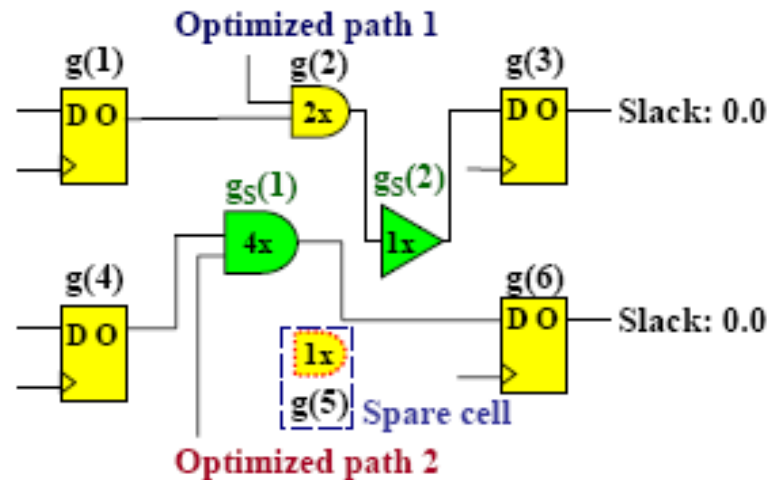 Optimized path 1
g(1)
g(2)
g(3)
D O
2x
D O
Slack: 0.0
gS(1)
gS(2)
4x
1x
g(4)
g(6)
D O
D O
Slack: 0.0
1x
g(5)
Spare cell
Optimized path 2